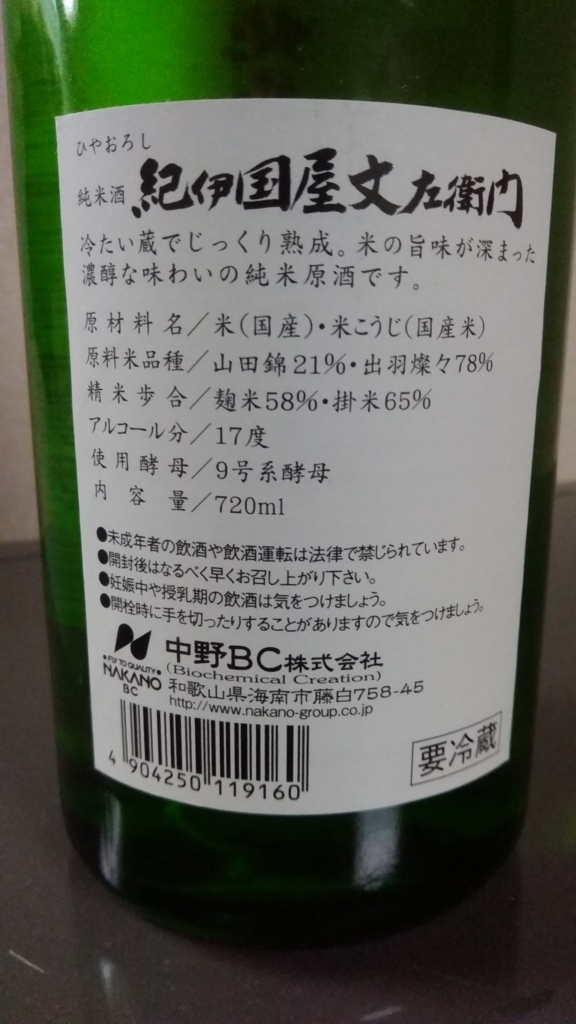 ひやおろし
純米酒 紀伊国屋文左衛門
冷たい蔵でじっくり熟成。米の旨味が深まった
濃醇な味わいの純米原酒です。
原材料名／米(国産)・米こうじ(国産米)
原料米品種／山田錦21%・出羽燦々78%
精米歩合／麹米58%・掛米65%
アルコール分／17度
使用酵母／9号系酵母
内容量／720ml
●未成年者の飲酒や飲酒運転は法律で禁じられています。
●開封後はなるべく早くお召し上がり下さい。
●妊娠中や授乳期の飲酒は気をつけましょう。
●開栓時に手を切ったりすることがありますので気をつけましょう。
●FLY TO QUALITY●
NAKANO
BC
中野BC株式会社
(Biochemical Creation)
和歌山県海南市藤白758-45
http://www.nakano-group.co.jp
4 904250 119160
要冷蔵